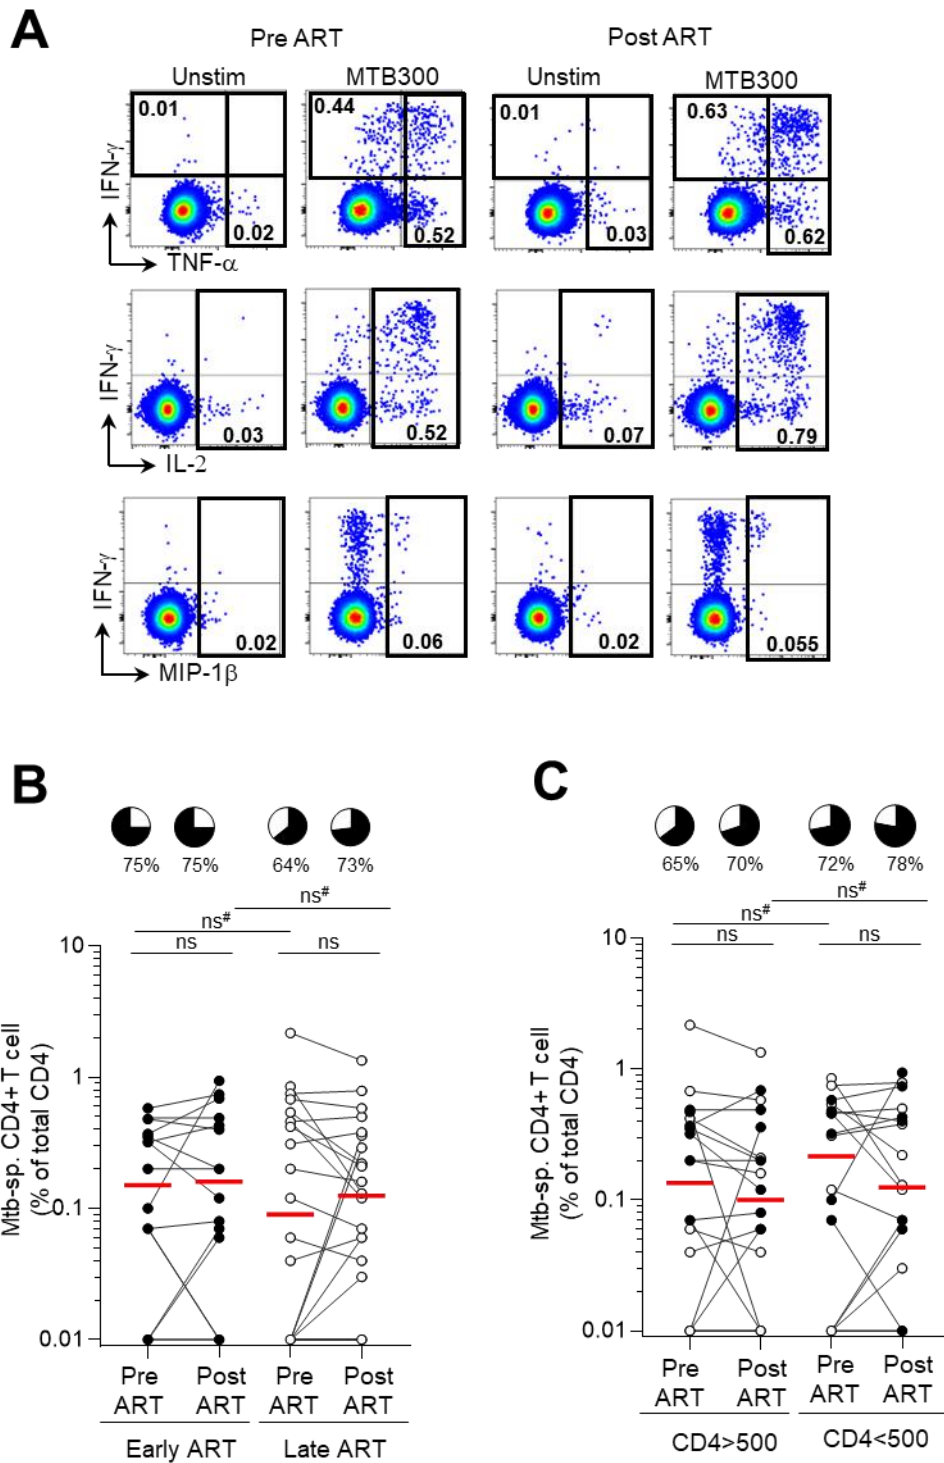 A
Pre ART
Post ART
Unstim
MTB300
Unstim
MTB300
0.01
0.44
0.01
0.63
IFN-γ
0.02
0.52
0.03
0.62
TNF-α
IFN-γ
0.03
0.52
0.07
0.79
IL-2
IFN-γ
0.02
0.06
0.02
0.055
MIP-1β
B
75%
75%
64%
73%
ns#
ns#
ns
ns
Mtb-sp. CD4+ T cell
(% of total CD4)
10
1
0.1
0.01
Pre
ART
Post
ART
Pre
ART
Post
ART
Early ART
Late ART
C
65%
70%
72%
78%
ns#
ns#
ns
ns
Mtb-sp. CD4+ T cell
(% of total CD4)
10
1
0.1
0.01
Pre
ART
Post
ART
Pre
ART
Post
ART
CD4>500
CD4<500